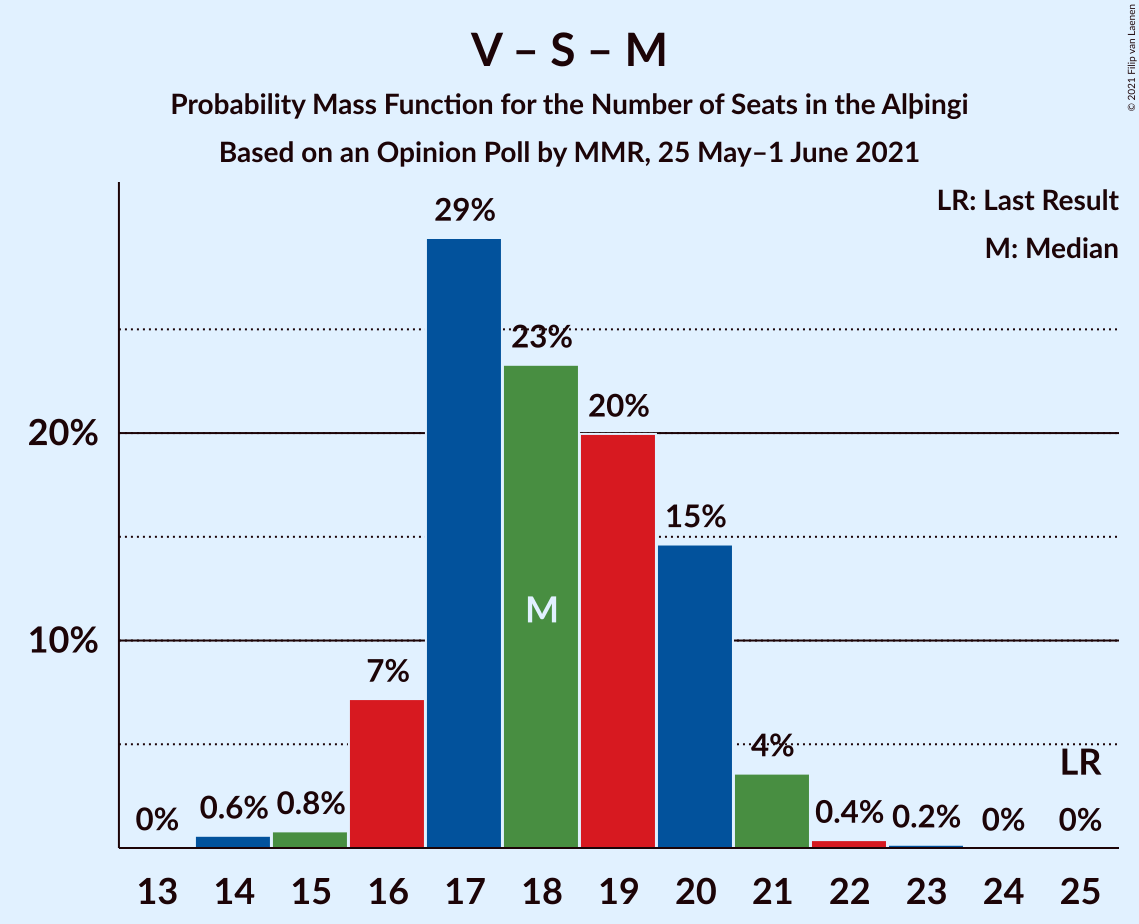 V – S – M
Probability Mass Function for the Number of Seats in the Alþingi
Based on an Opinion Poll by MMR, 25 May–1 June 2021
© 2021 Filip van Laenen
LR: Last Result
M: Median
29%
23%
20%
20%
15%
M
10%
7%
4%
LR
0%
0.6%
0.8%
0.4%
0.2%
0%
0%
13 14 15 16 17 18 19 20 21 22 23 24 25